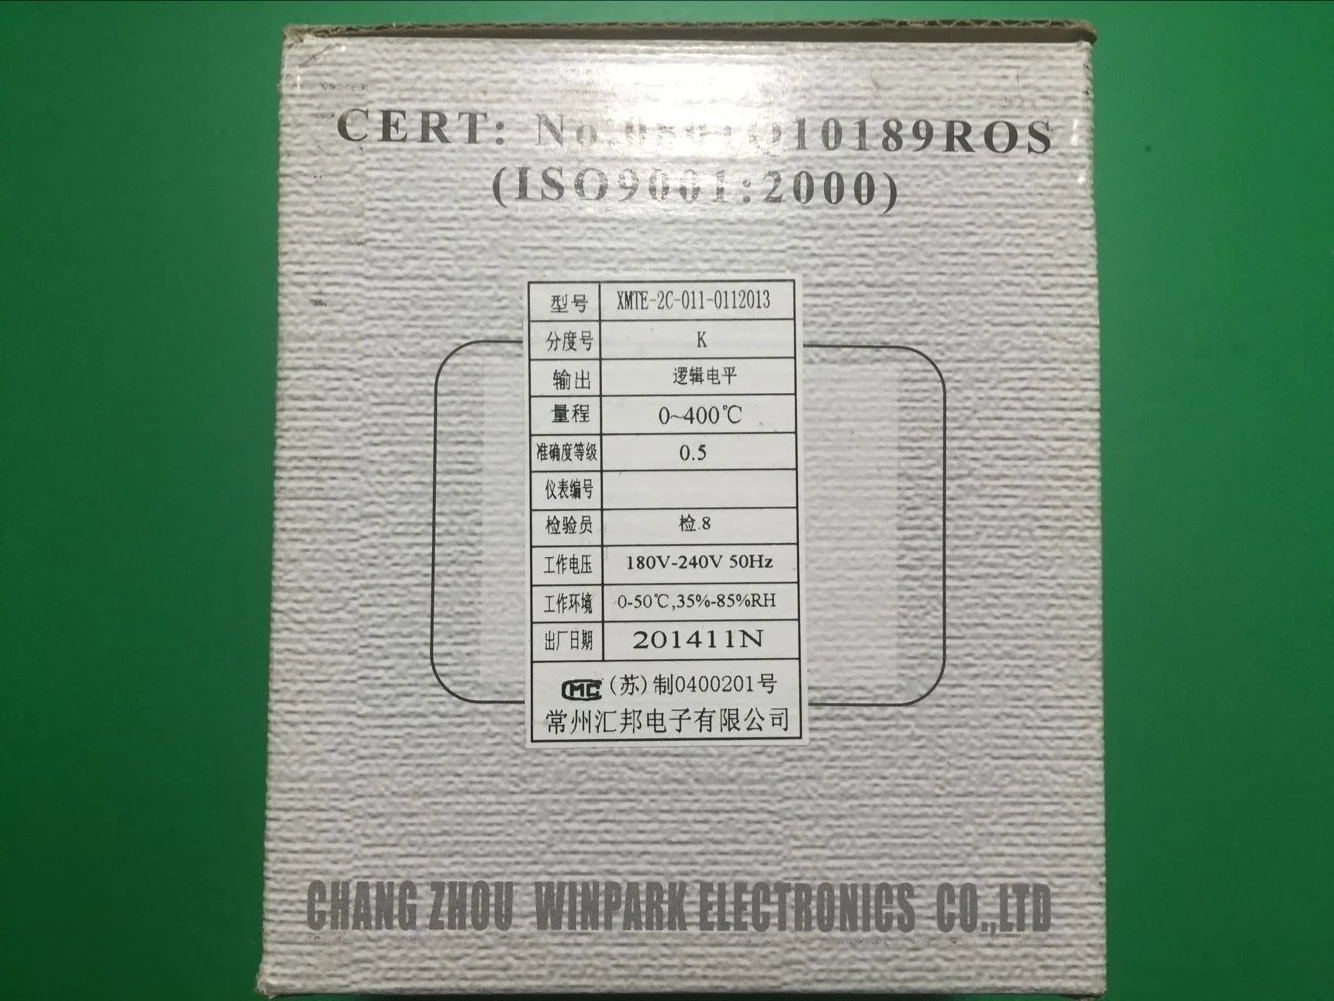 CERT: No 10189ROS
(ISO9001:2000)
型号 XMTE-2C-011-0112013
分度号 K
输出 逻辑电平
量程 0~400℃
准确度等级 0.5
仪表编号
检验员 检.8
工作电压 180V-240V 50Hz
工作环境 0-50℃,35%-85%RH
出厂日期 201411N
MC (苏)制0400201号
常州汇邦电子有限公司
CHANG ZHOU WINPARK ELECTRONICS CO.,LTD